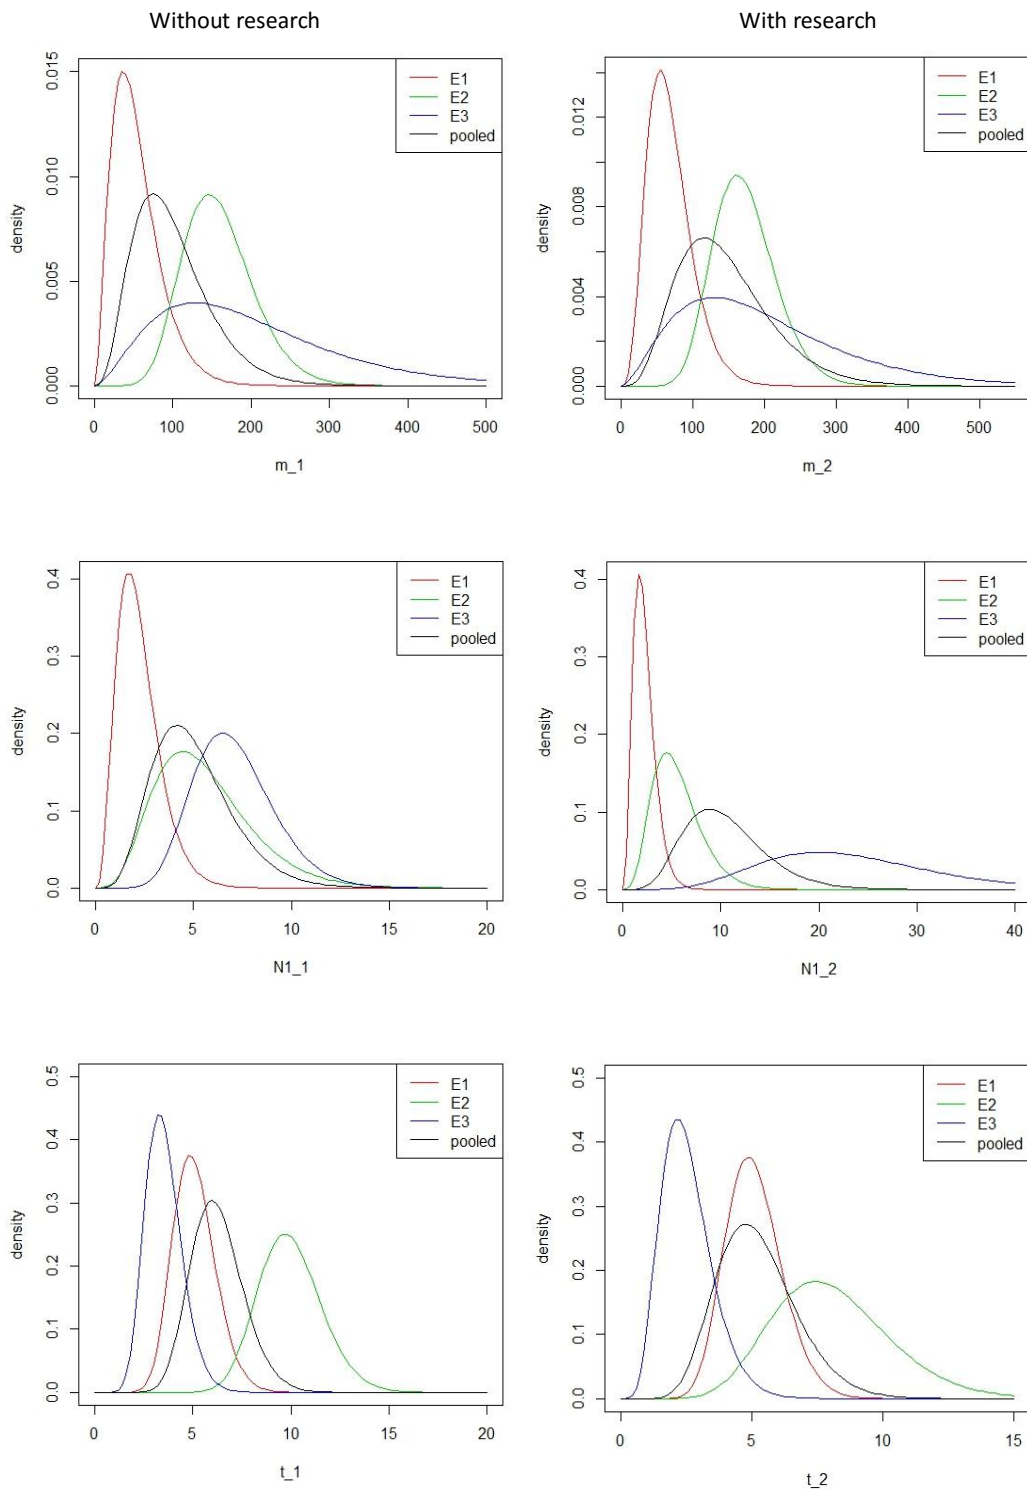 Without research
With research
E1
E2
E3
pooled
density
0.000
0.005
0.010
0.015
0
100
200
300
400
500
m_1
E1
E2
E3
pooled
density
0.000
0.004
0.008
0.012
0
100
200
300
400
500
m_2
E1
E2
E3
pooled
density
0.0
0.1
0.2
0.3
0.4
0
5
10
15
20
N1_1
E1
E2
E3
pooled
density
0.0
0.1
0.2
0.3
0.4
0
10
20
30
40
N1_2
E1
E2
E3
pooled
density
0.0
0.1
0.2
0.3
0.4
0.5
0
5
10
15
20
t_1
E1
E2
E3
pooled
density
0.0
0.1
0.2
0.3
0.4
0.5
0
5
10
15
t_2